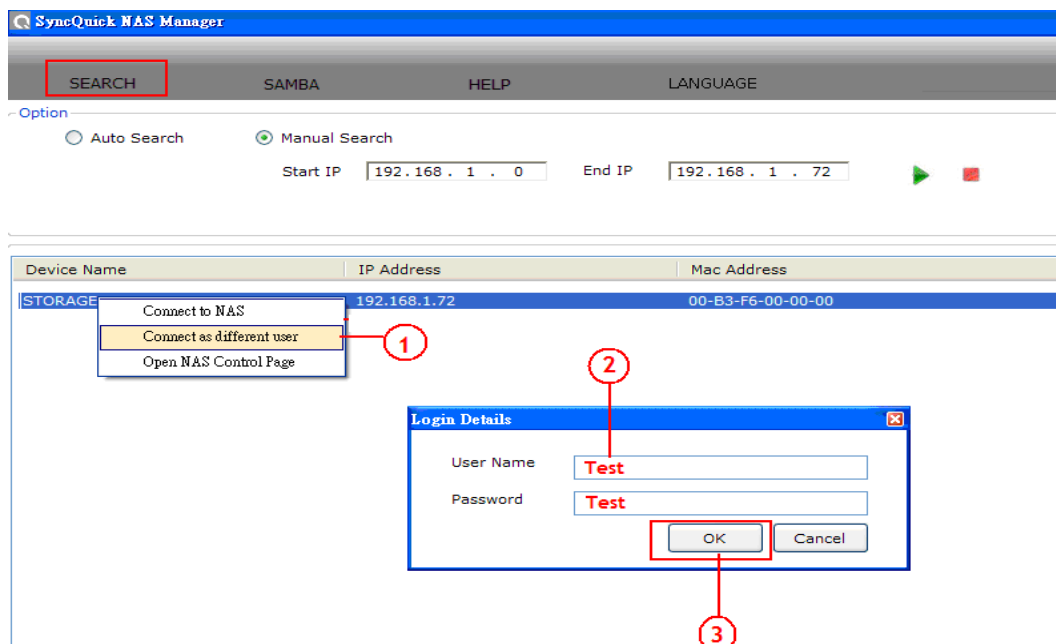 SyncQuick NAS Manager
SEARCH SAMBA HELP LANGUAGE
Option
Auto Search Manual Search
Start IP 192.168. 1 . 0 End IP 192.168. 1 . 72
Device Name IP Address Mac Address
STORAGE 192.168.1.72 00-B3-F6-00-00-00
Connect to NAS
Connect as different user
1
Open NAS Control Page
2
Login Details
User Name Test
Password Test
OK Cancel
3